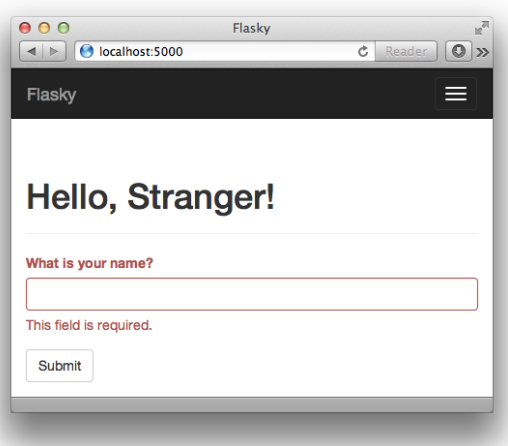 Flasky
localhost:5000
Reader
Flasky
Hello, Stranger!
What is your name?
This field is required.
Submit